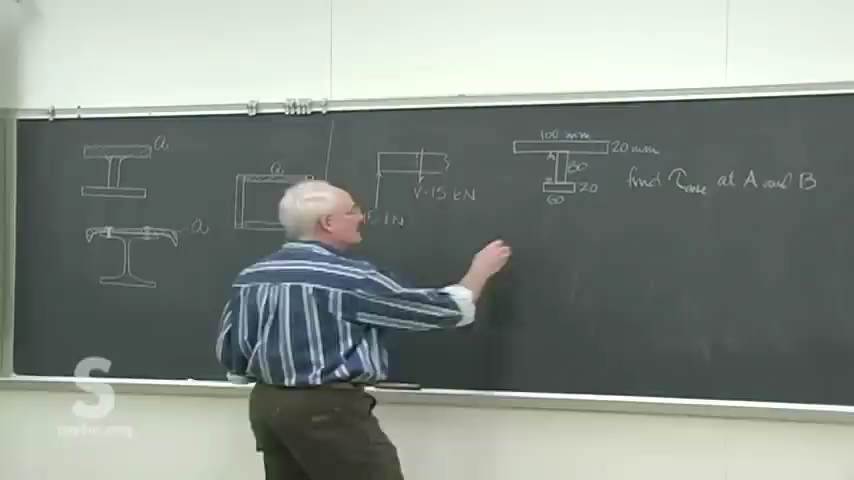 a
a
a
V=15 kN
100 mm
20 mm
A
80
20
60
find τave at A and B
S